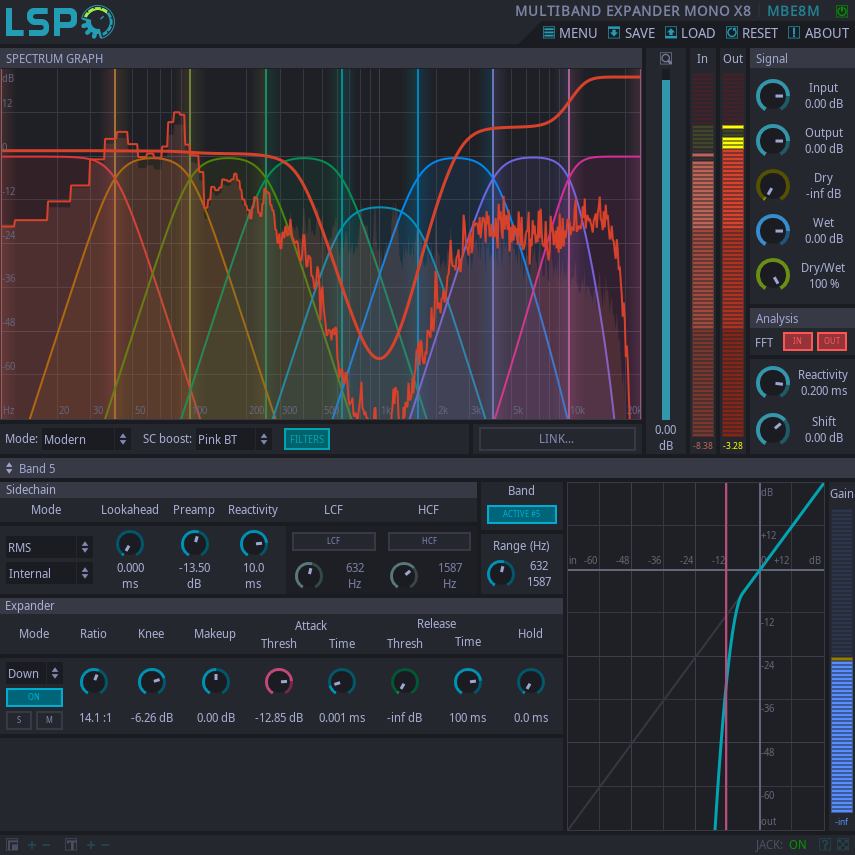 LSP
MULTIBAND EXPANDER MONO X8 MBE8M
MENU SAVE LOAD RESET ABOUT
SPECTRUM GRAPH
In Out
Signal
dB
12
0
-12
-24
-36
-48
-60
Hz 20 30 50 100 200 300 500 1k 2k 3k 5k 10k 20k
Input
0.00 dB
Output
0.00 dB
Dry
-inf dB
Wet
0.00 dB
Dry/Wet
100 %
Analysis
FFT IN OUT
Reactivity
0.200 ms
Shift
0.00 dB
0.00
dB
-8.38 -3.28
Mode: Modern SC boost: Pink BT FILTERS LINK...
Band 5
Sidechain
Mode Lookahead Preamp Reactivity LCF HCF
RMS
Internal
0.000
ms
-13.50
dB
10.0
ms
LCF
632
Hz
HCF
1587
Hz
Band
ACTIVE #5
Range (Hz)
632
1587
Expander
Mode Ratio Knee Makeup Attack Release Hold
Thresh Time Thresh Time
Down
ON
S M
14.1 :1 -6.26 dB 0.00 dB -12.85 dB 0.001 ms -inf dB 100 ms 0.0 ms
dB
+12
in -60 -48 -36 -24 -12 0 +12 dB
-12
-24
-36
-48
-60
out
Gain
-inf
JACK: ON ?